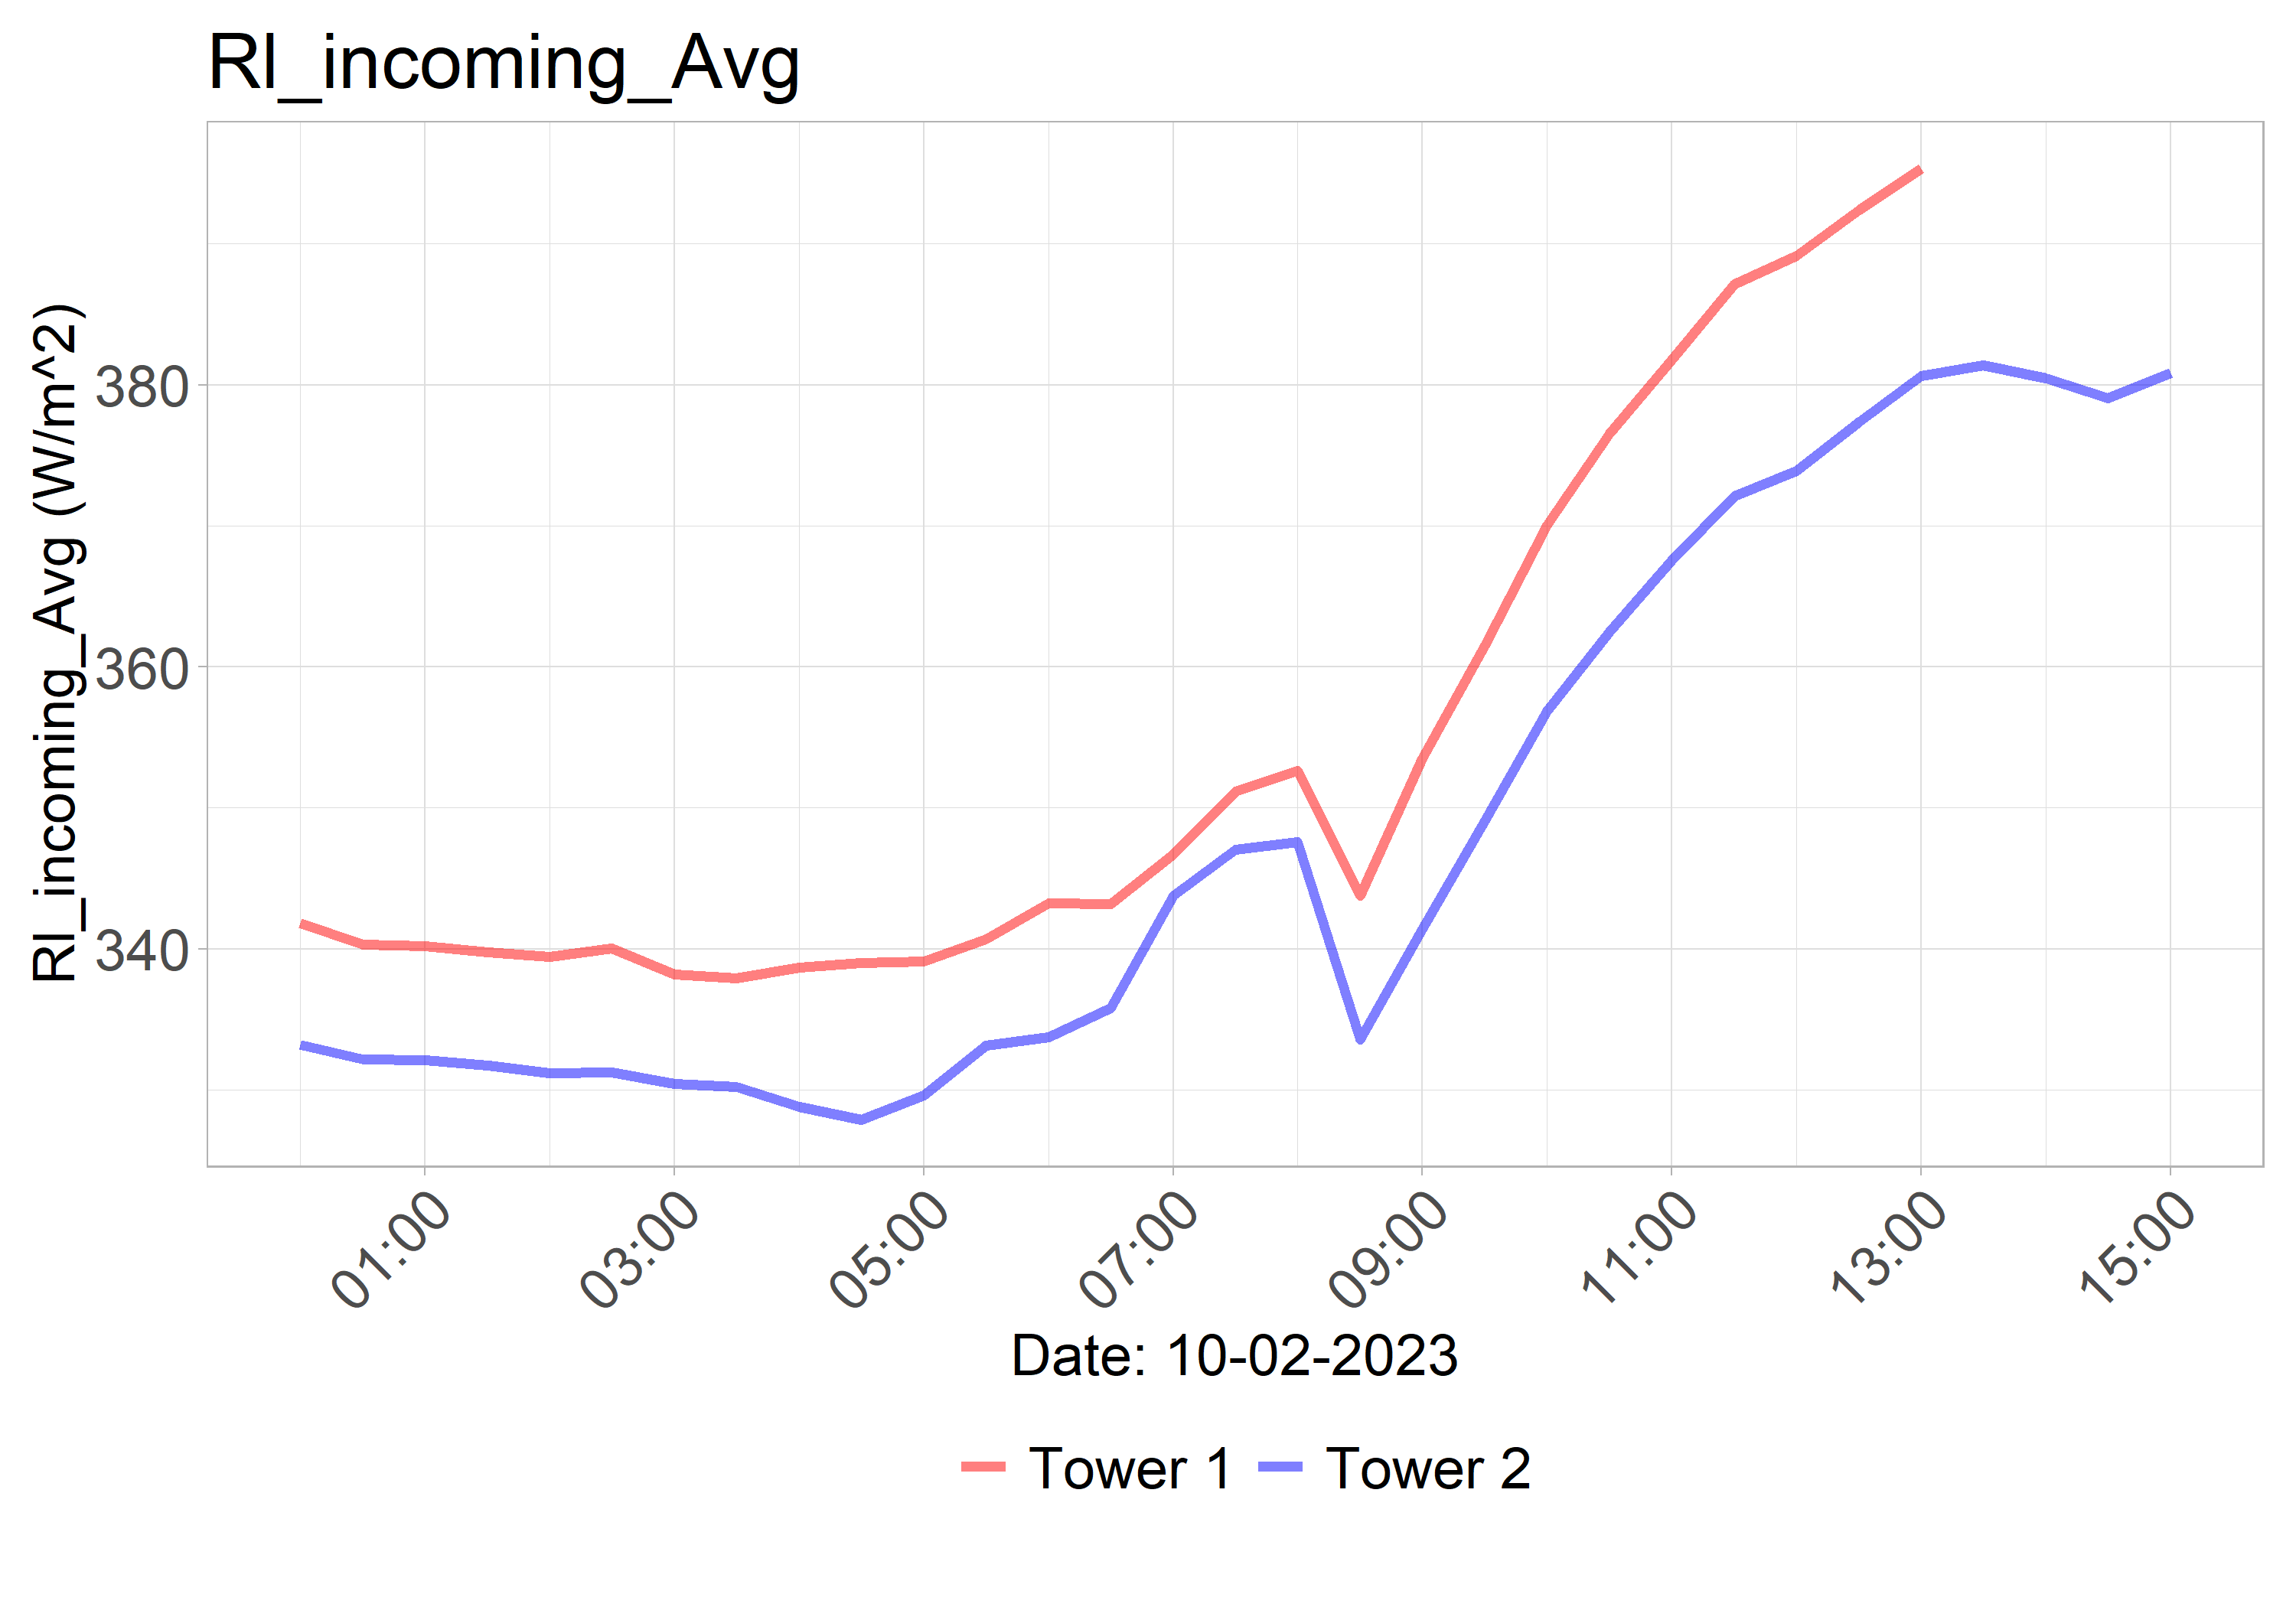 Rl_incoming_Avg
Rl_incoming_Avg (W/m^2)
380
360
340
01:00 03:00 05:00 07:00 09:00 11:00 13:00 15:00
Date: 10-02-2023
Tower 1 Tower 2